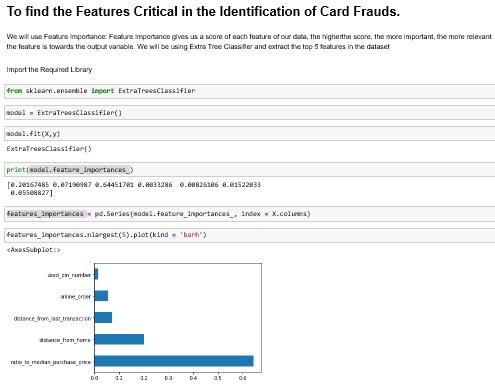 To find the Features Critical in the Identification of Card Frauds.
We will use Feature Importance: Feature Importance gives us a score of each feature of our data, the higherthe score, the more important, the more relevant
the feature is towards the output variable. We will be using Extra Tree Classifier and extract the top 5 features in the dataset
Import the Required Library
from sklearn.ensemble import ExtraTreesClassifier
model = ExtraTreesClassifier()
model.fit(X,y)
ExtraTreesClassifier()
print(model.feature_importances_)
[0.20167485 0.07190987 0.64451701 0.0033286 0.00826106 0.01522033
0.05508827]
features_importances = pd.Series(model.feature_importances_, index = X.columns)
features_importances.nlargest(5).plot(kind = 'barh')
<AxesSubplot:>
used_pin_number
online_order
distance_from_last_transaction
distance_from_home
ratio_to_median_purchase_price
0.0 0.1 0.2 0.3 0.4 0.5 0.6